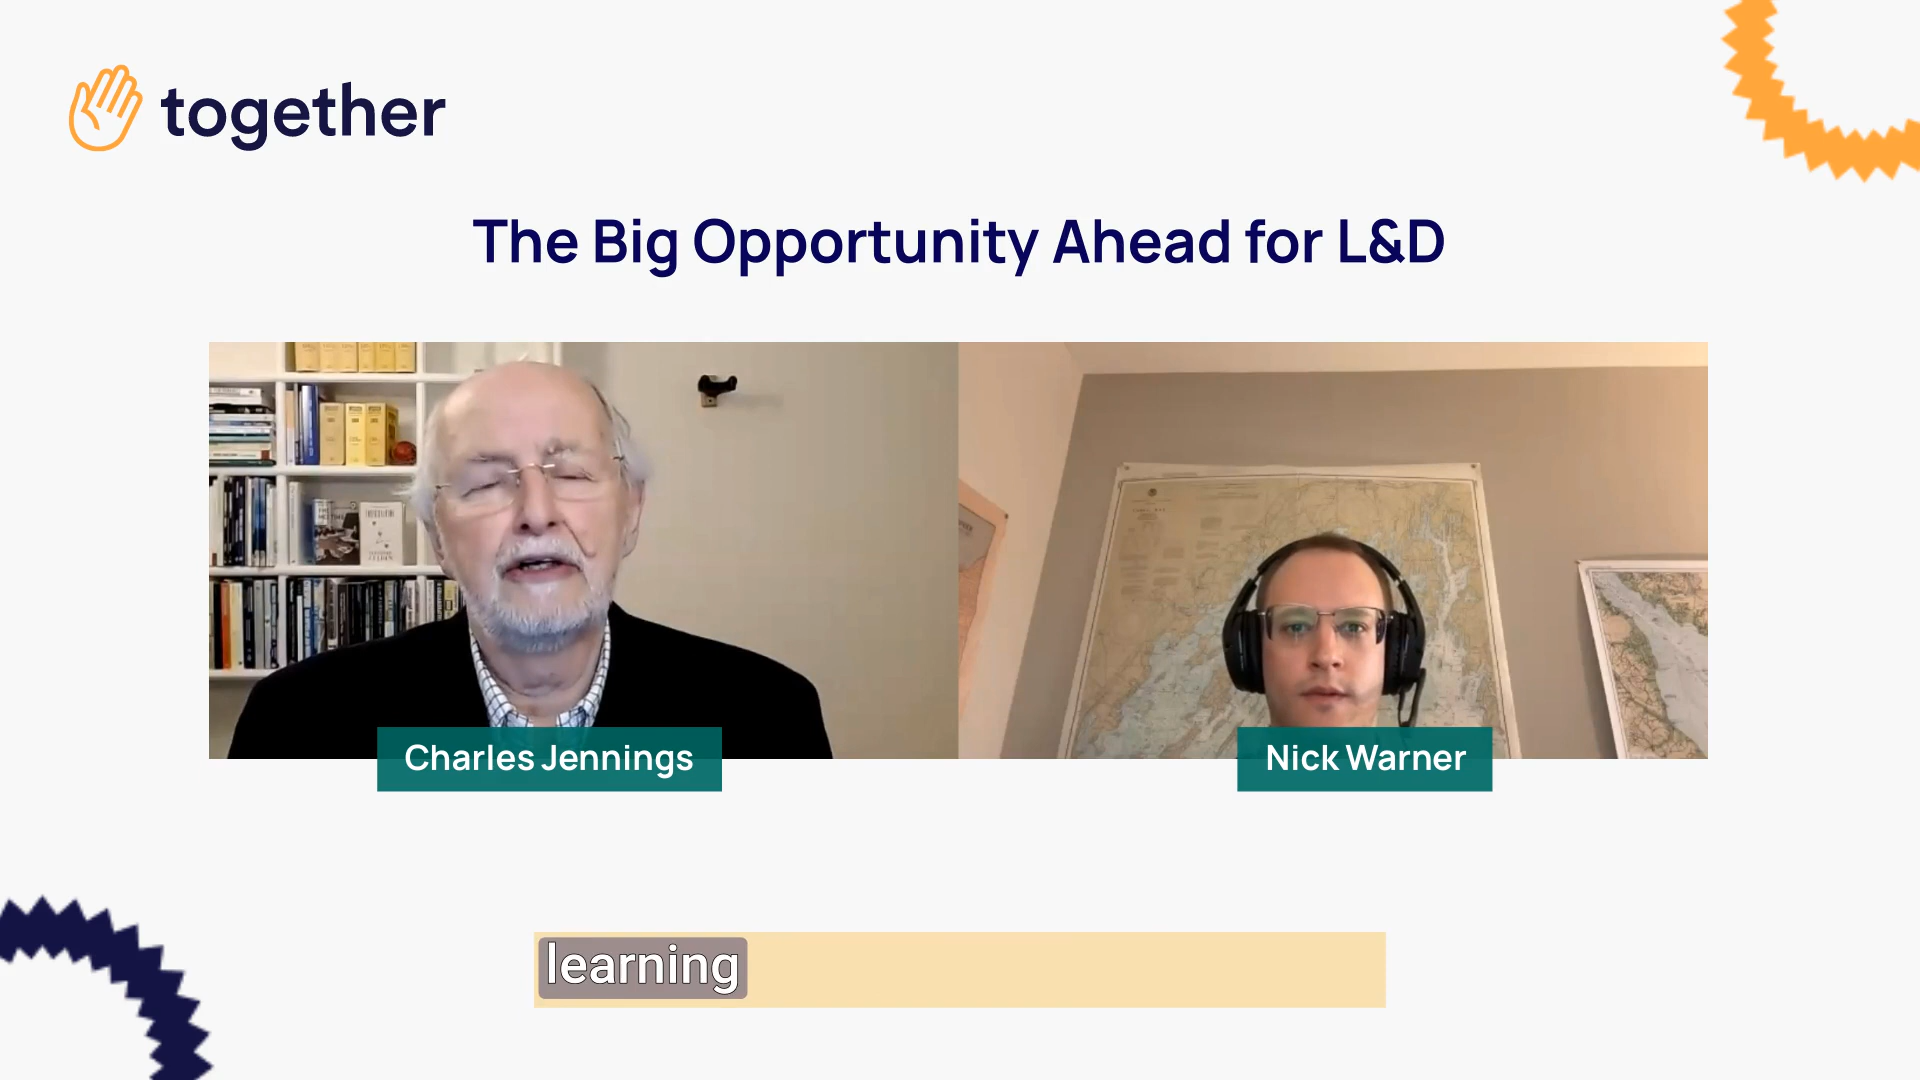 together
The Big Opportunity Ahead for L&D
Charles Jennings
Nick Warner
learning